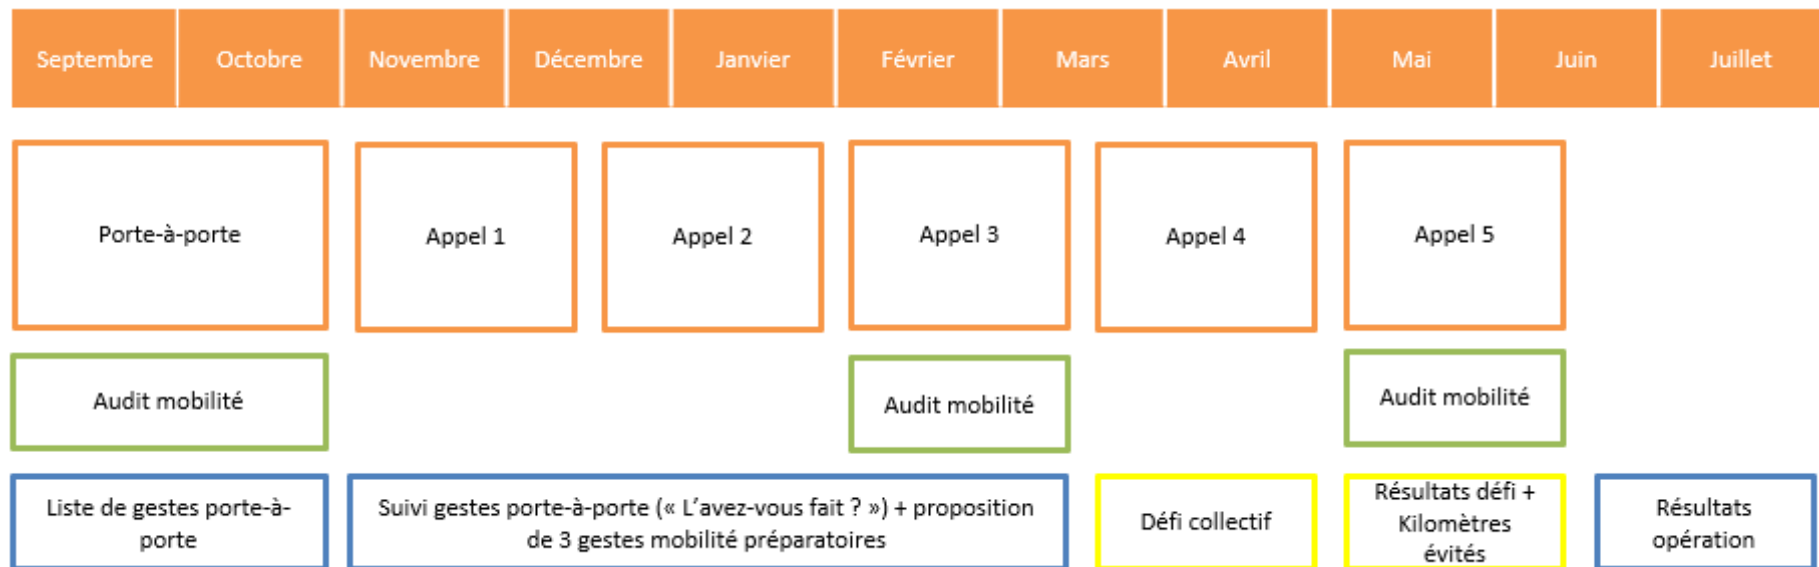 Septembre Octobre Novembre Décembre Janvier Février Mars Avril Mai Juin Juillet
Porte-à-porte
Appel 1
Appel 2
Appel 3
Appel 4
Appel 5
Audit mobilité
Audit mobilité
Audit mobilité
Liste de gestes porte-à-
porte
Suivi gestes porte-à-porte (« L'avez-vous fait ? ») + proposition
de 3 gestes mobilité préparatoires
Défi collectif
Résultats défi +
Kilomètres
évités
Résultats
opération